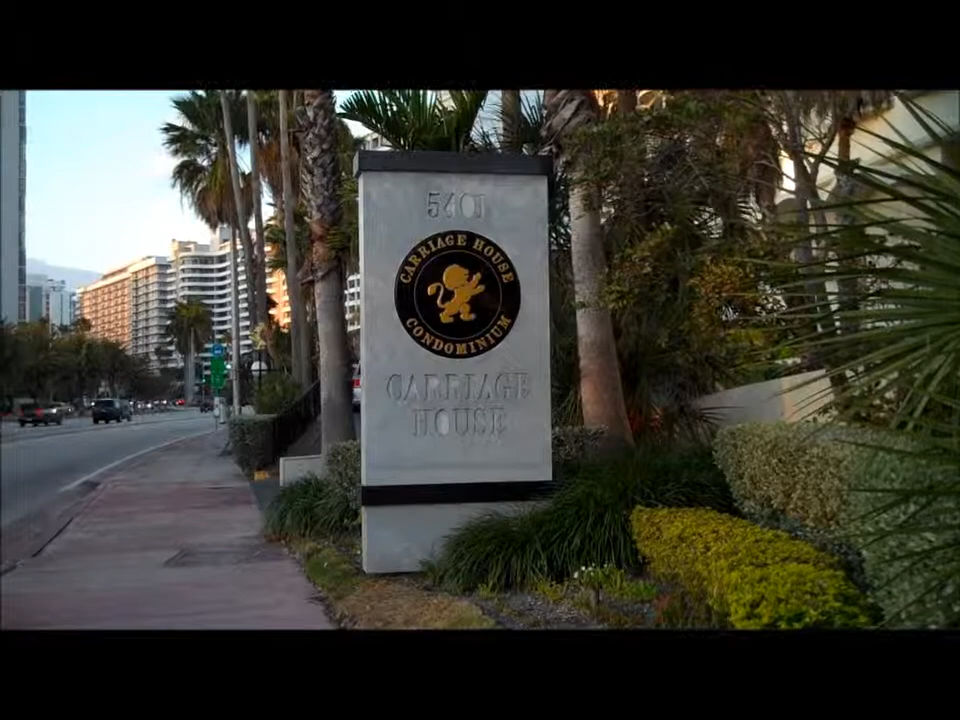 5401
CARRIAGE HOUSE
CONDOMINIUM
CARRIAGE
HOUSE